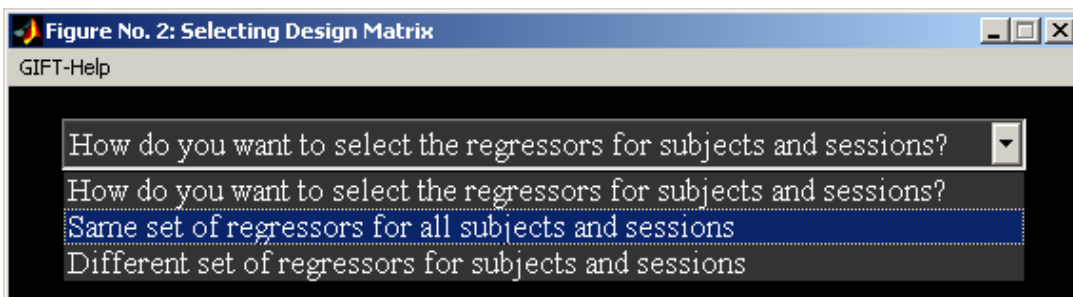 Figure No. 2: Selecting Design Matrix
GIFT-Help
How do you want to select the regressors for subjects and sessions?
How do you want to select the regressors for subjects and sessions?
Same set of regressors for all subjects and sessions
Different set of regressors for subjects and sessions